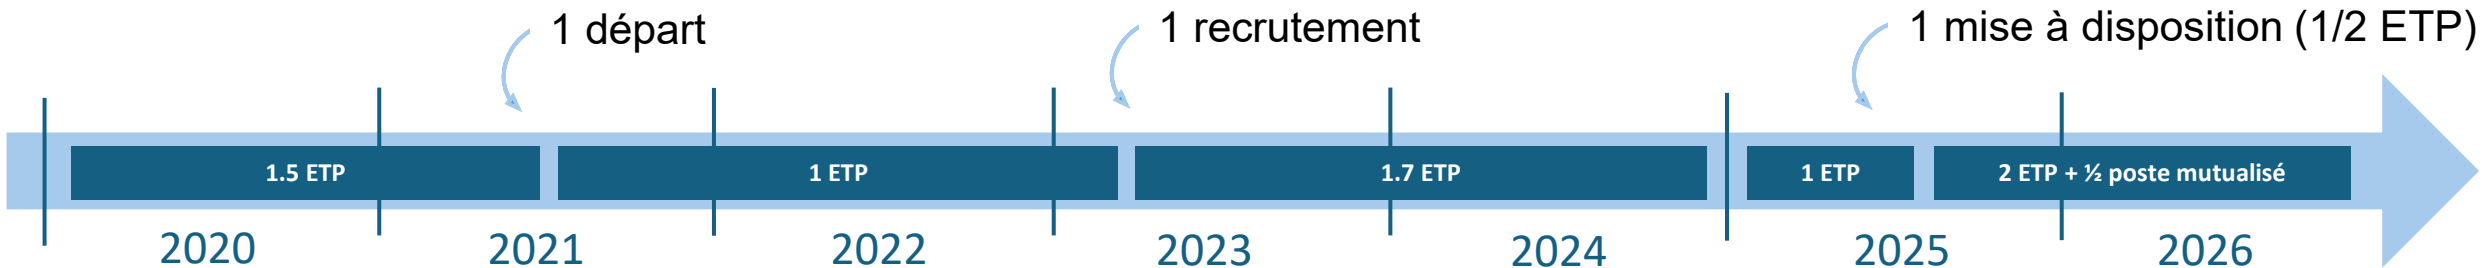 1 départ
1 recrutement
1 mise à disposition (1/2 ETP)
1.5 ETP
1 ETP
1.7 ETP
1 ETP
2 ETP + ½ poste mutualisé
2020
2021
2022
2023
2024
2025
2026